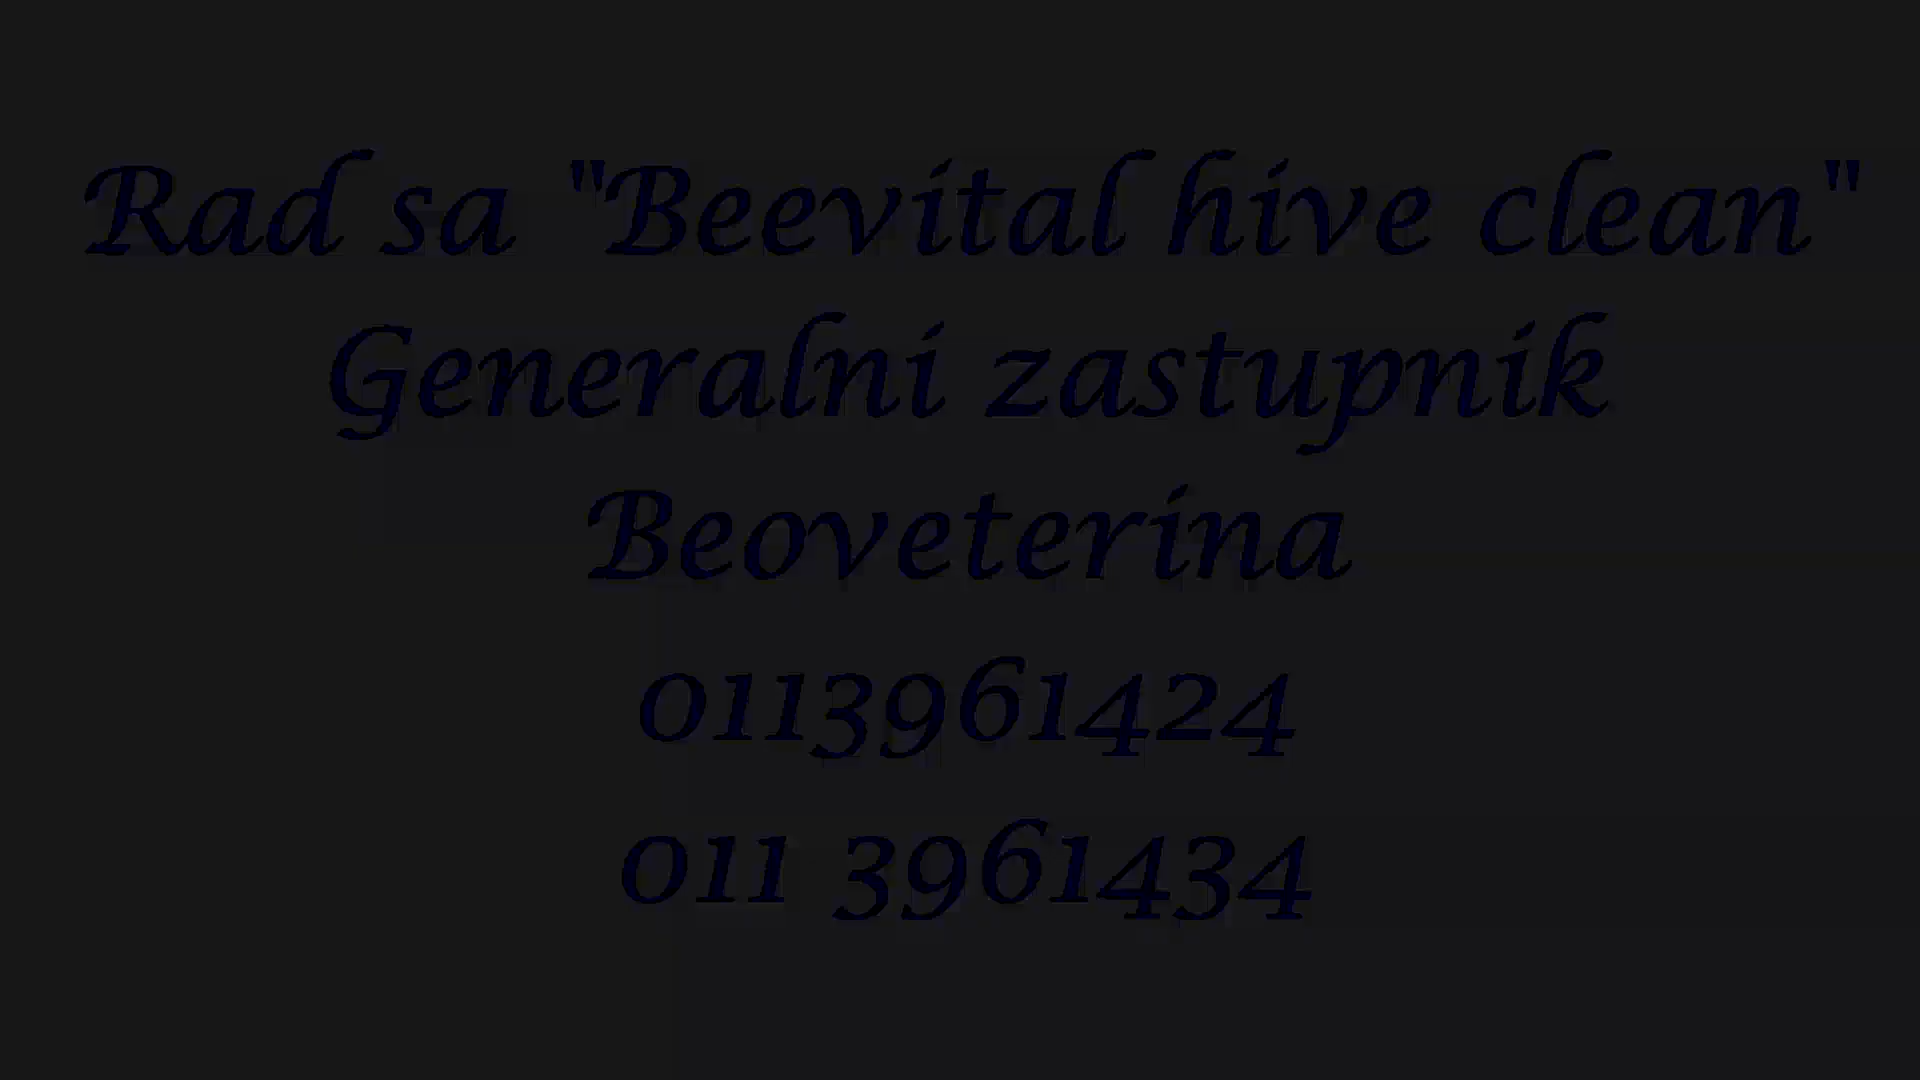 Rad sa "Beevital hive clean"
Generalni zastupnik
Beoveterina
0113961424
011 3961434